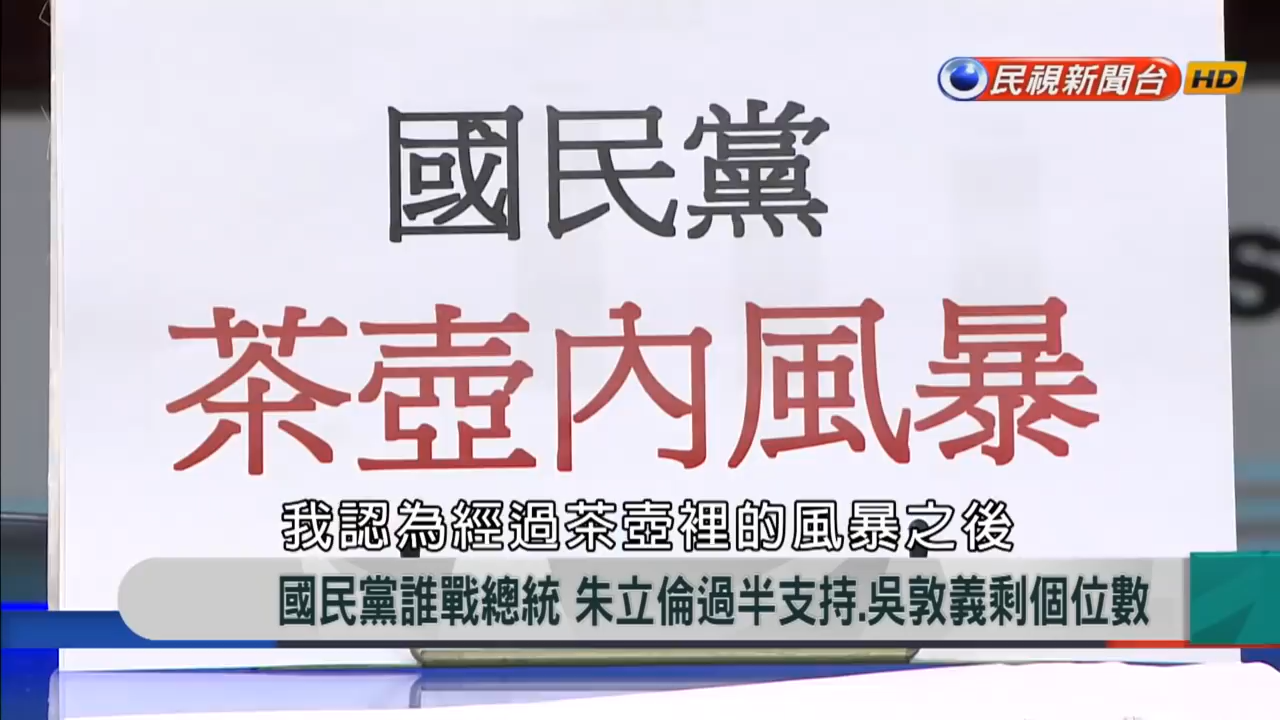 民視新聞台 HD
國民黨
茶壺內風暴
我認為經過茶壺裡的風暴之後
國民黨誰戰總統 朱立倫過半支持.吳敦義剩個位數